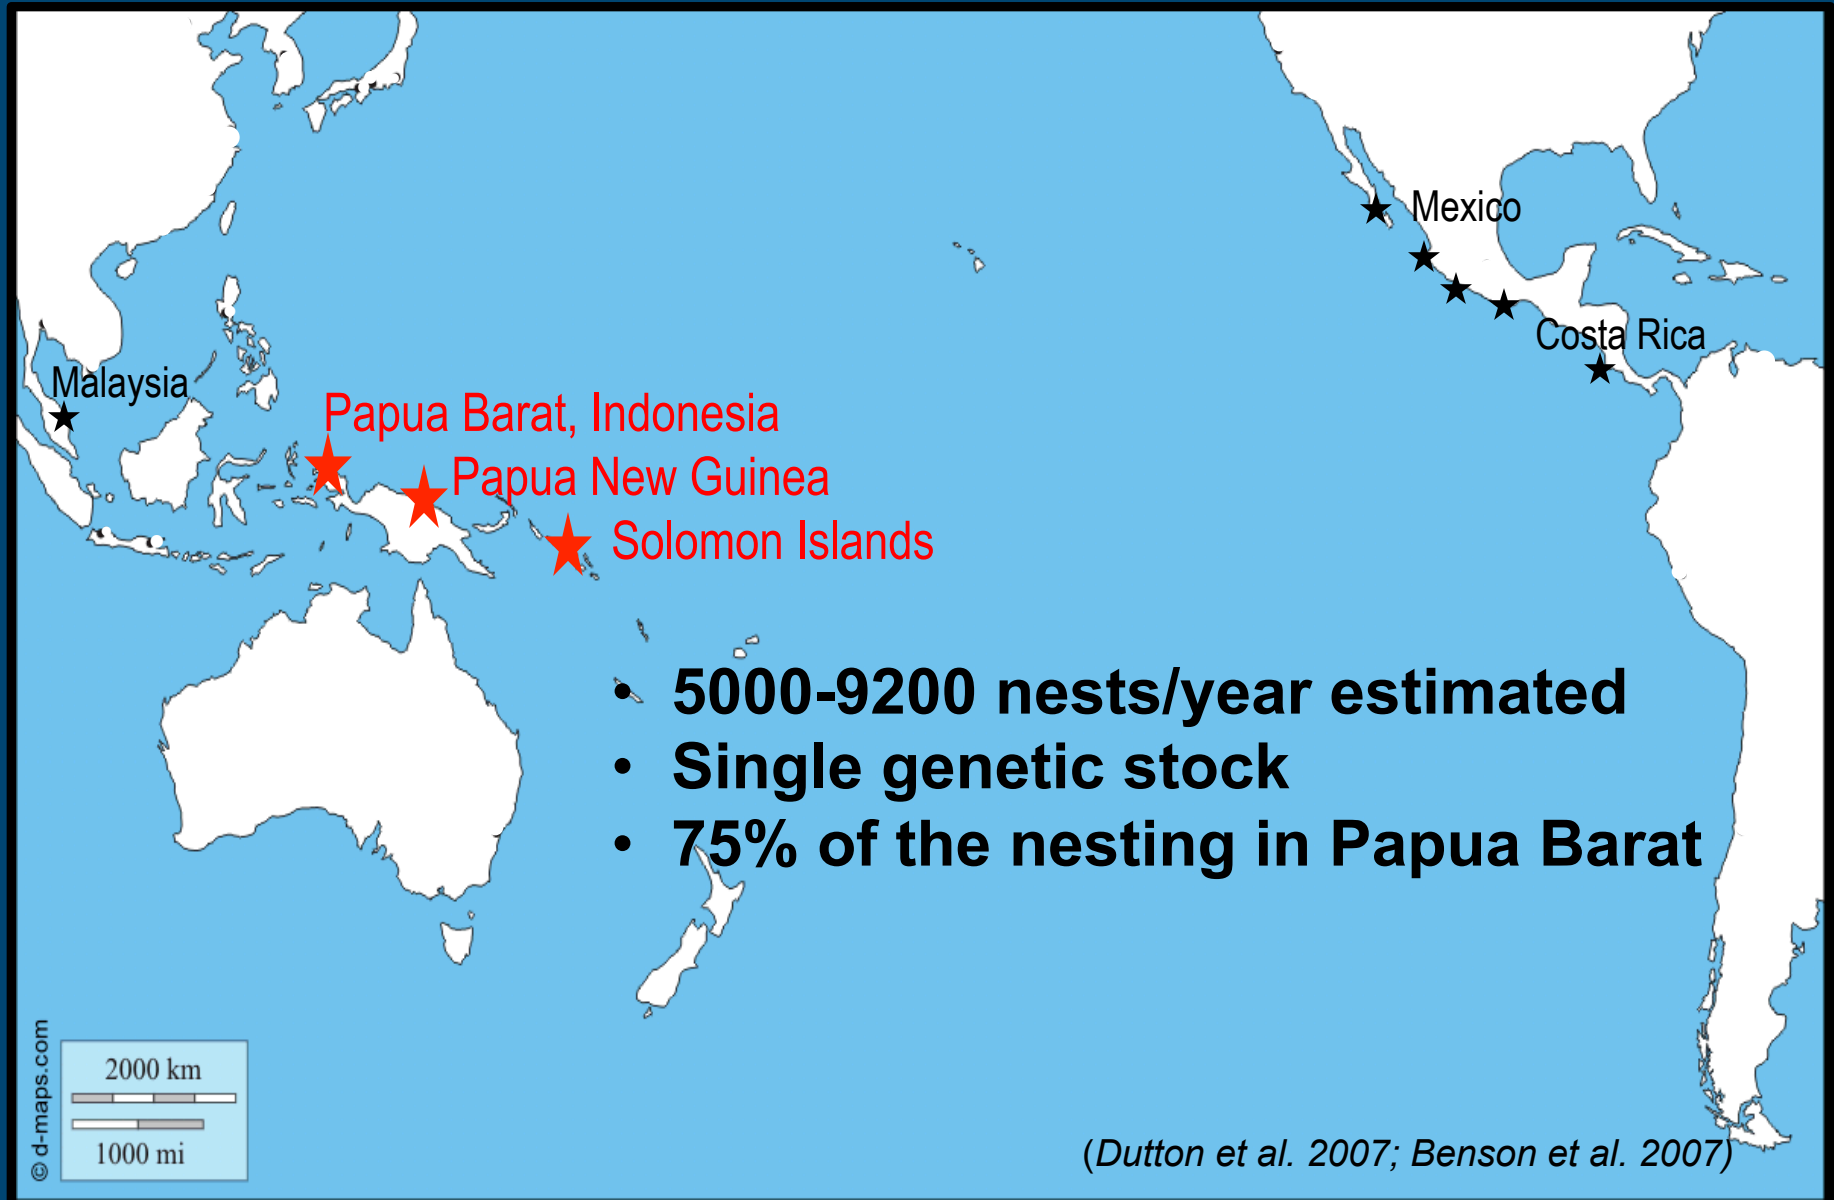 Mexico
Costa Rica
Malaysia
Papua Barat, Indonesia
Papua New Guinea
Solomon Islands
• 5000-9200 nests/year estimated
• Single genetic stock
• 75% of the nesting in Papua Barat
© d-maps.com
2000 km
1000 mi
(Dutton et al. 2007; Benson et al. 2007)